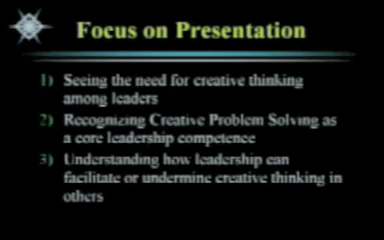 Focus on Presentation
1) Seeing the need for creative thinking
among leaders
2) Recognizing Creative Problem Solving as
a core leadership competence
3) Understanding how leadership can
facilitate or undermine creative thinking in
others